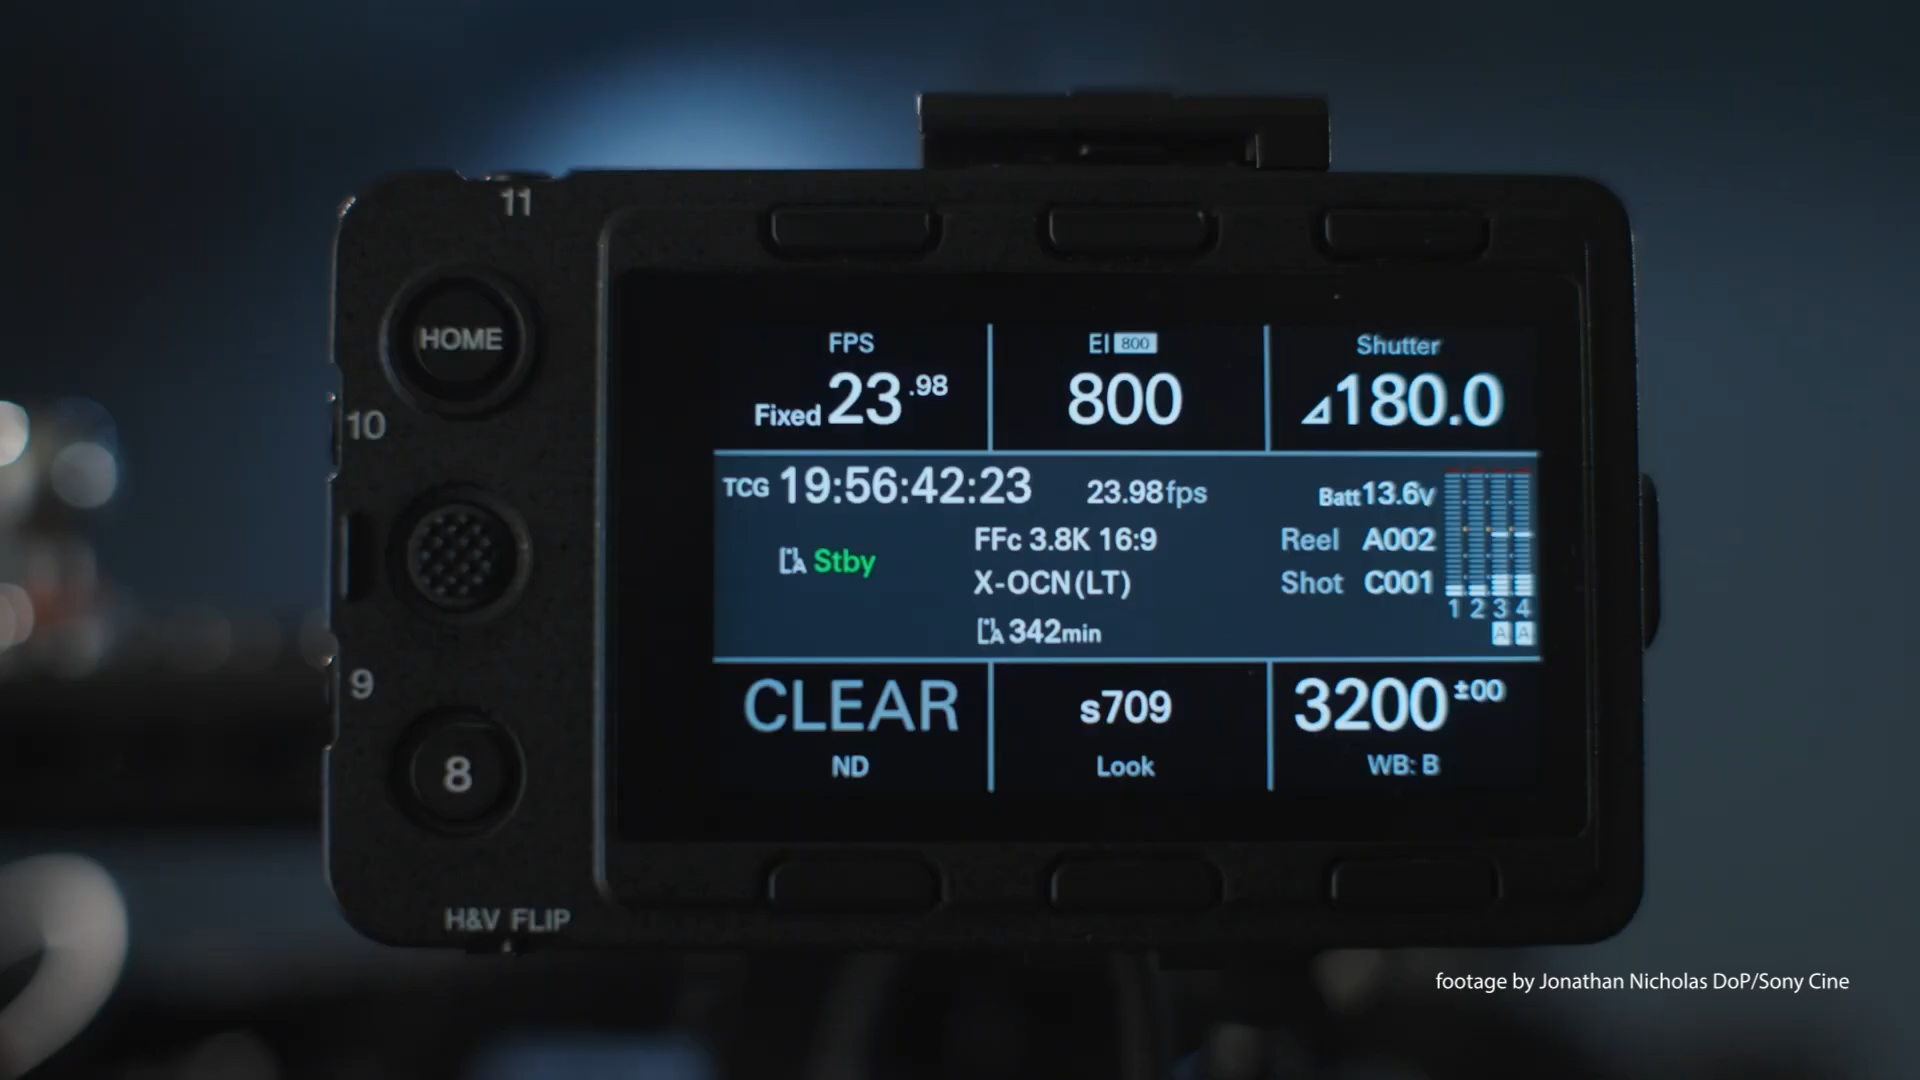 11
HOME
10
9
8
H&V FLIP
FPS
Fixed 23.98
EI 800
800
Shutter
180.0
TCG 19:56:42:23 23.98fps Batt 13.6V
FFc 3.8K 16:9 Reel A002
A Stby
X-OCN(LT) Shot C001
1 2 3 4
A 342min
A A
CLEAR
ND
s709
Look
3200 ±00
WB: B
footage by Jonathan Nicholas DoP/Sony Cine